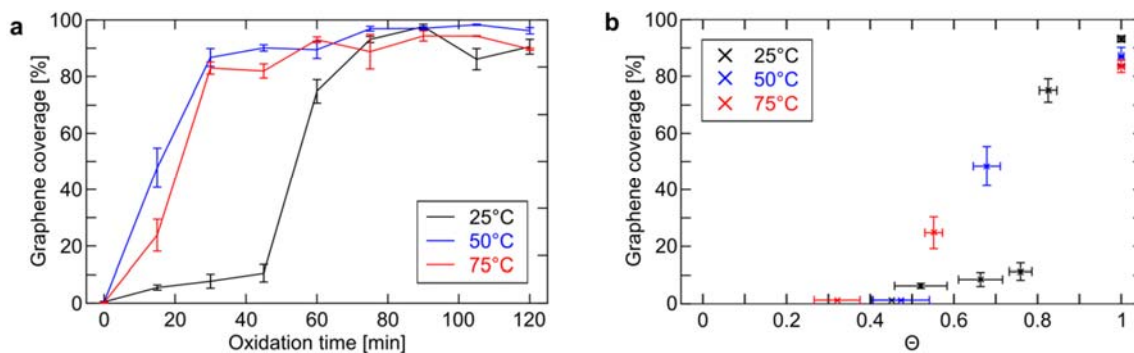 a
100
80
60
40
20
0
Graphene coverage [%]
0 20 40 60 80 100 120
Oxidation time [min]
25°C
50°C
75°C
b
100
80
60
40
20
0
Graphene coverage [%]
25°C
50°C
75°C
0 0.2 0.4 0.6 0.8 1
Θ